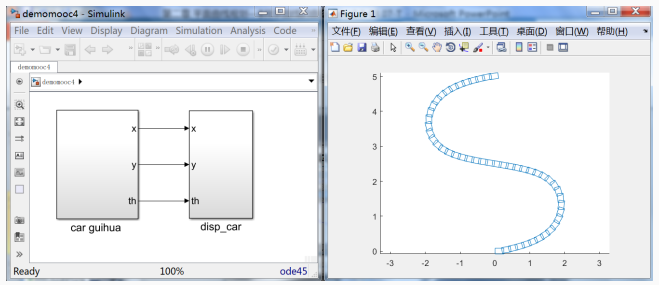 demomooc4 - Simulink
File Edit View Display Diagram Simulation Analysis Code »
demomooc4
demomooc4
x x
y y
th th
car guihua disp_car
Ready 100% ode45
Figure 1
文件(F) 编辑(E) 查看(V) 插入(I) 工具(T) 桌面(D) 窗口(W) 帮助(H)
5
4
3
2
1
0
-3 -2 -1 0 1 2 3